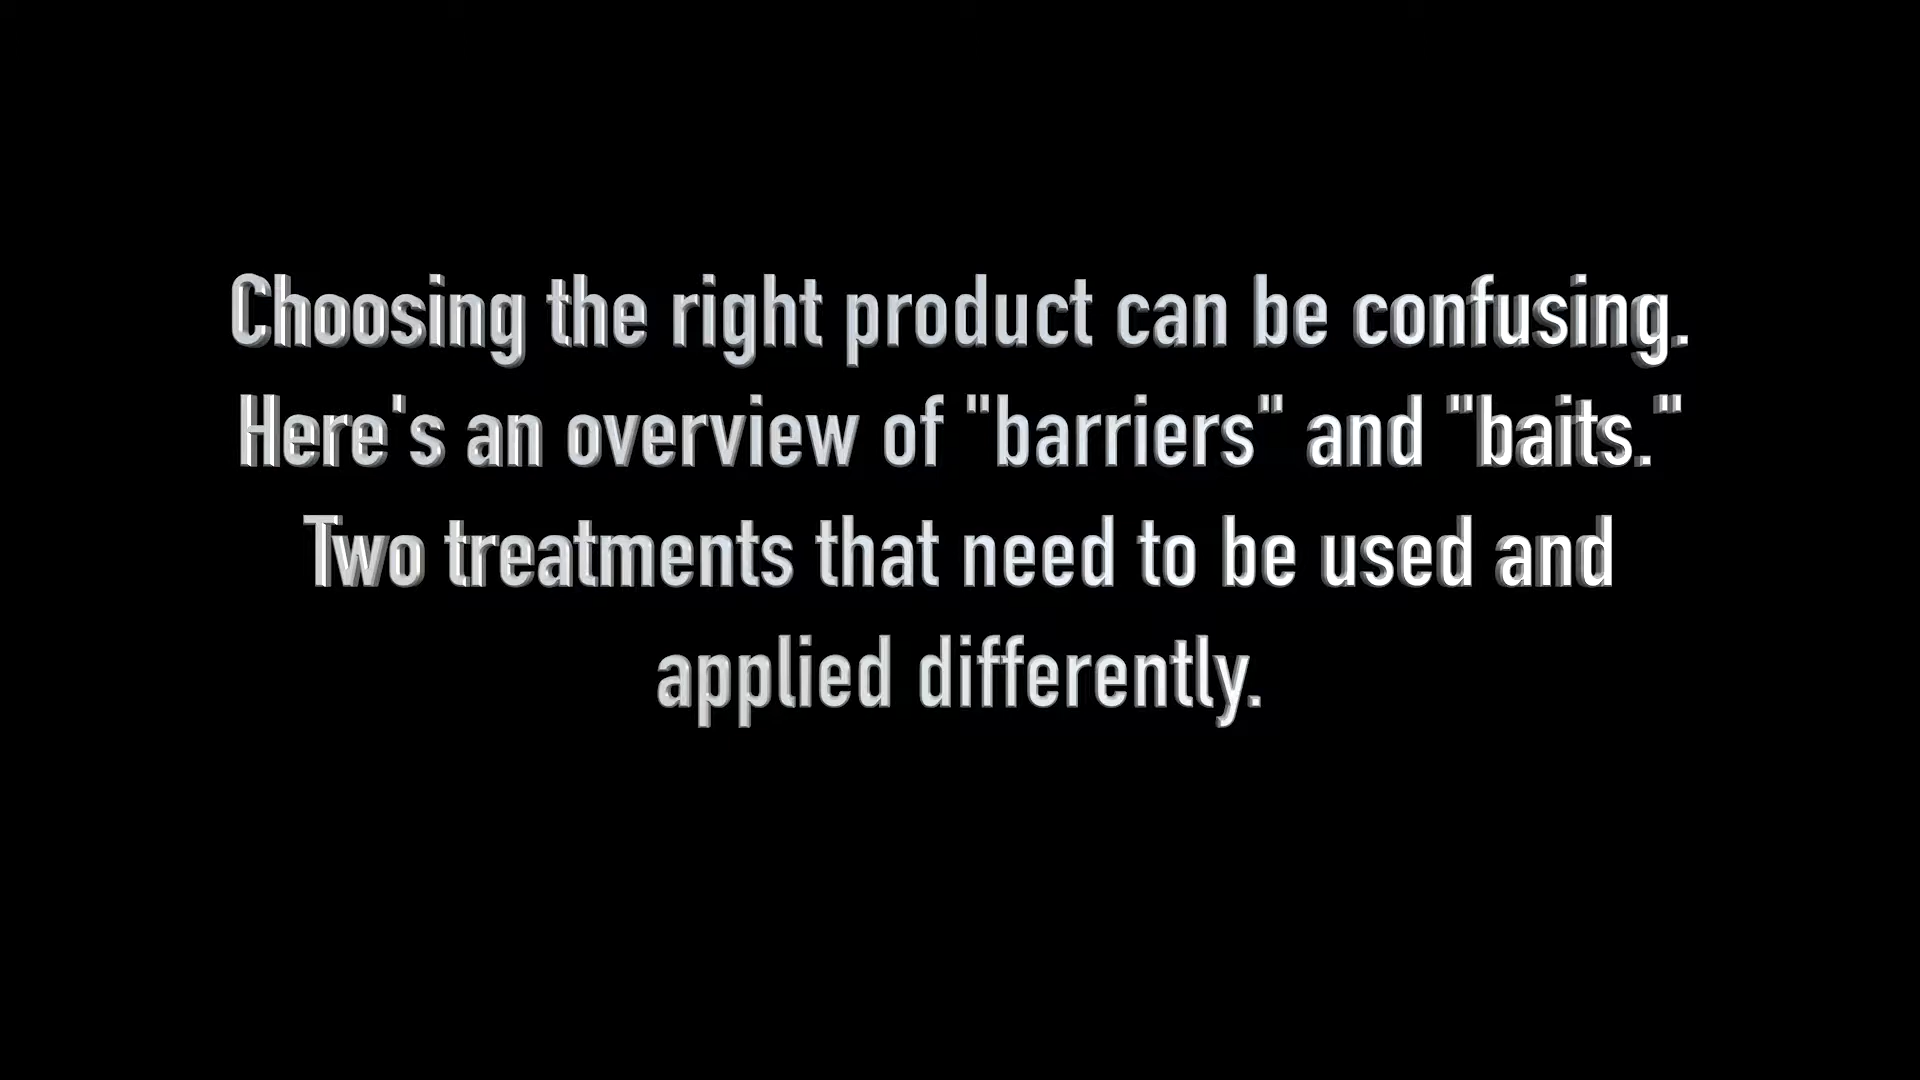 Choosing the right product can be confusing.
Here's an overview of "barriers" and "baits."
Two treatments that need to be used and
applied differently.